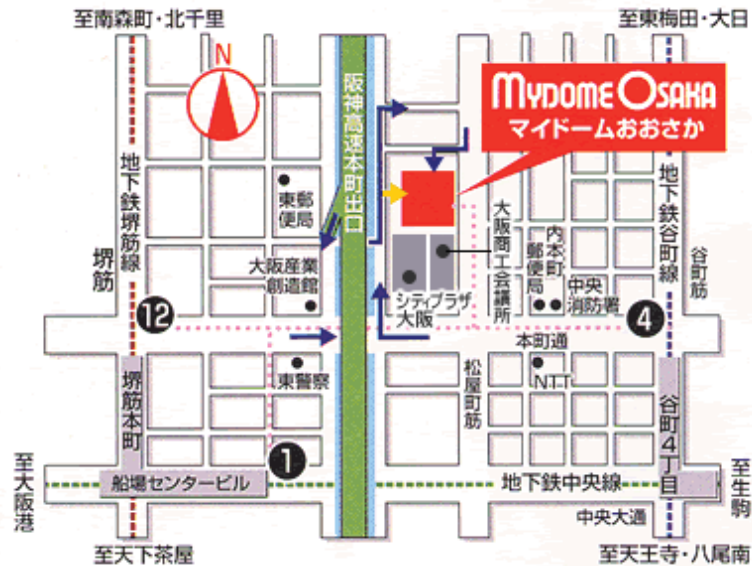 至南森町・北千里
至東梅田・大日
N
MYDOME OSAKA
マイドームおおさか
阪神高速本町出口
地下鉄堺筋線
堺筋
東郵
便局
大阪産業
創造館
シティプラザ
大阪
大阪商工会議所
内本町
郵便局
中央
消防署
地下鉄谷町線
谷町筋
12
4
本町通
堺筋本町
東警察
松屋町筋
NTT
谷町4丁目
1
至大阪港
船場センタービル
地下鉄中央線
至生駒
中央大通
至天下茶屋
至天王寺・八尾南